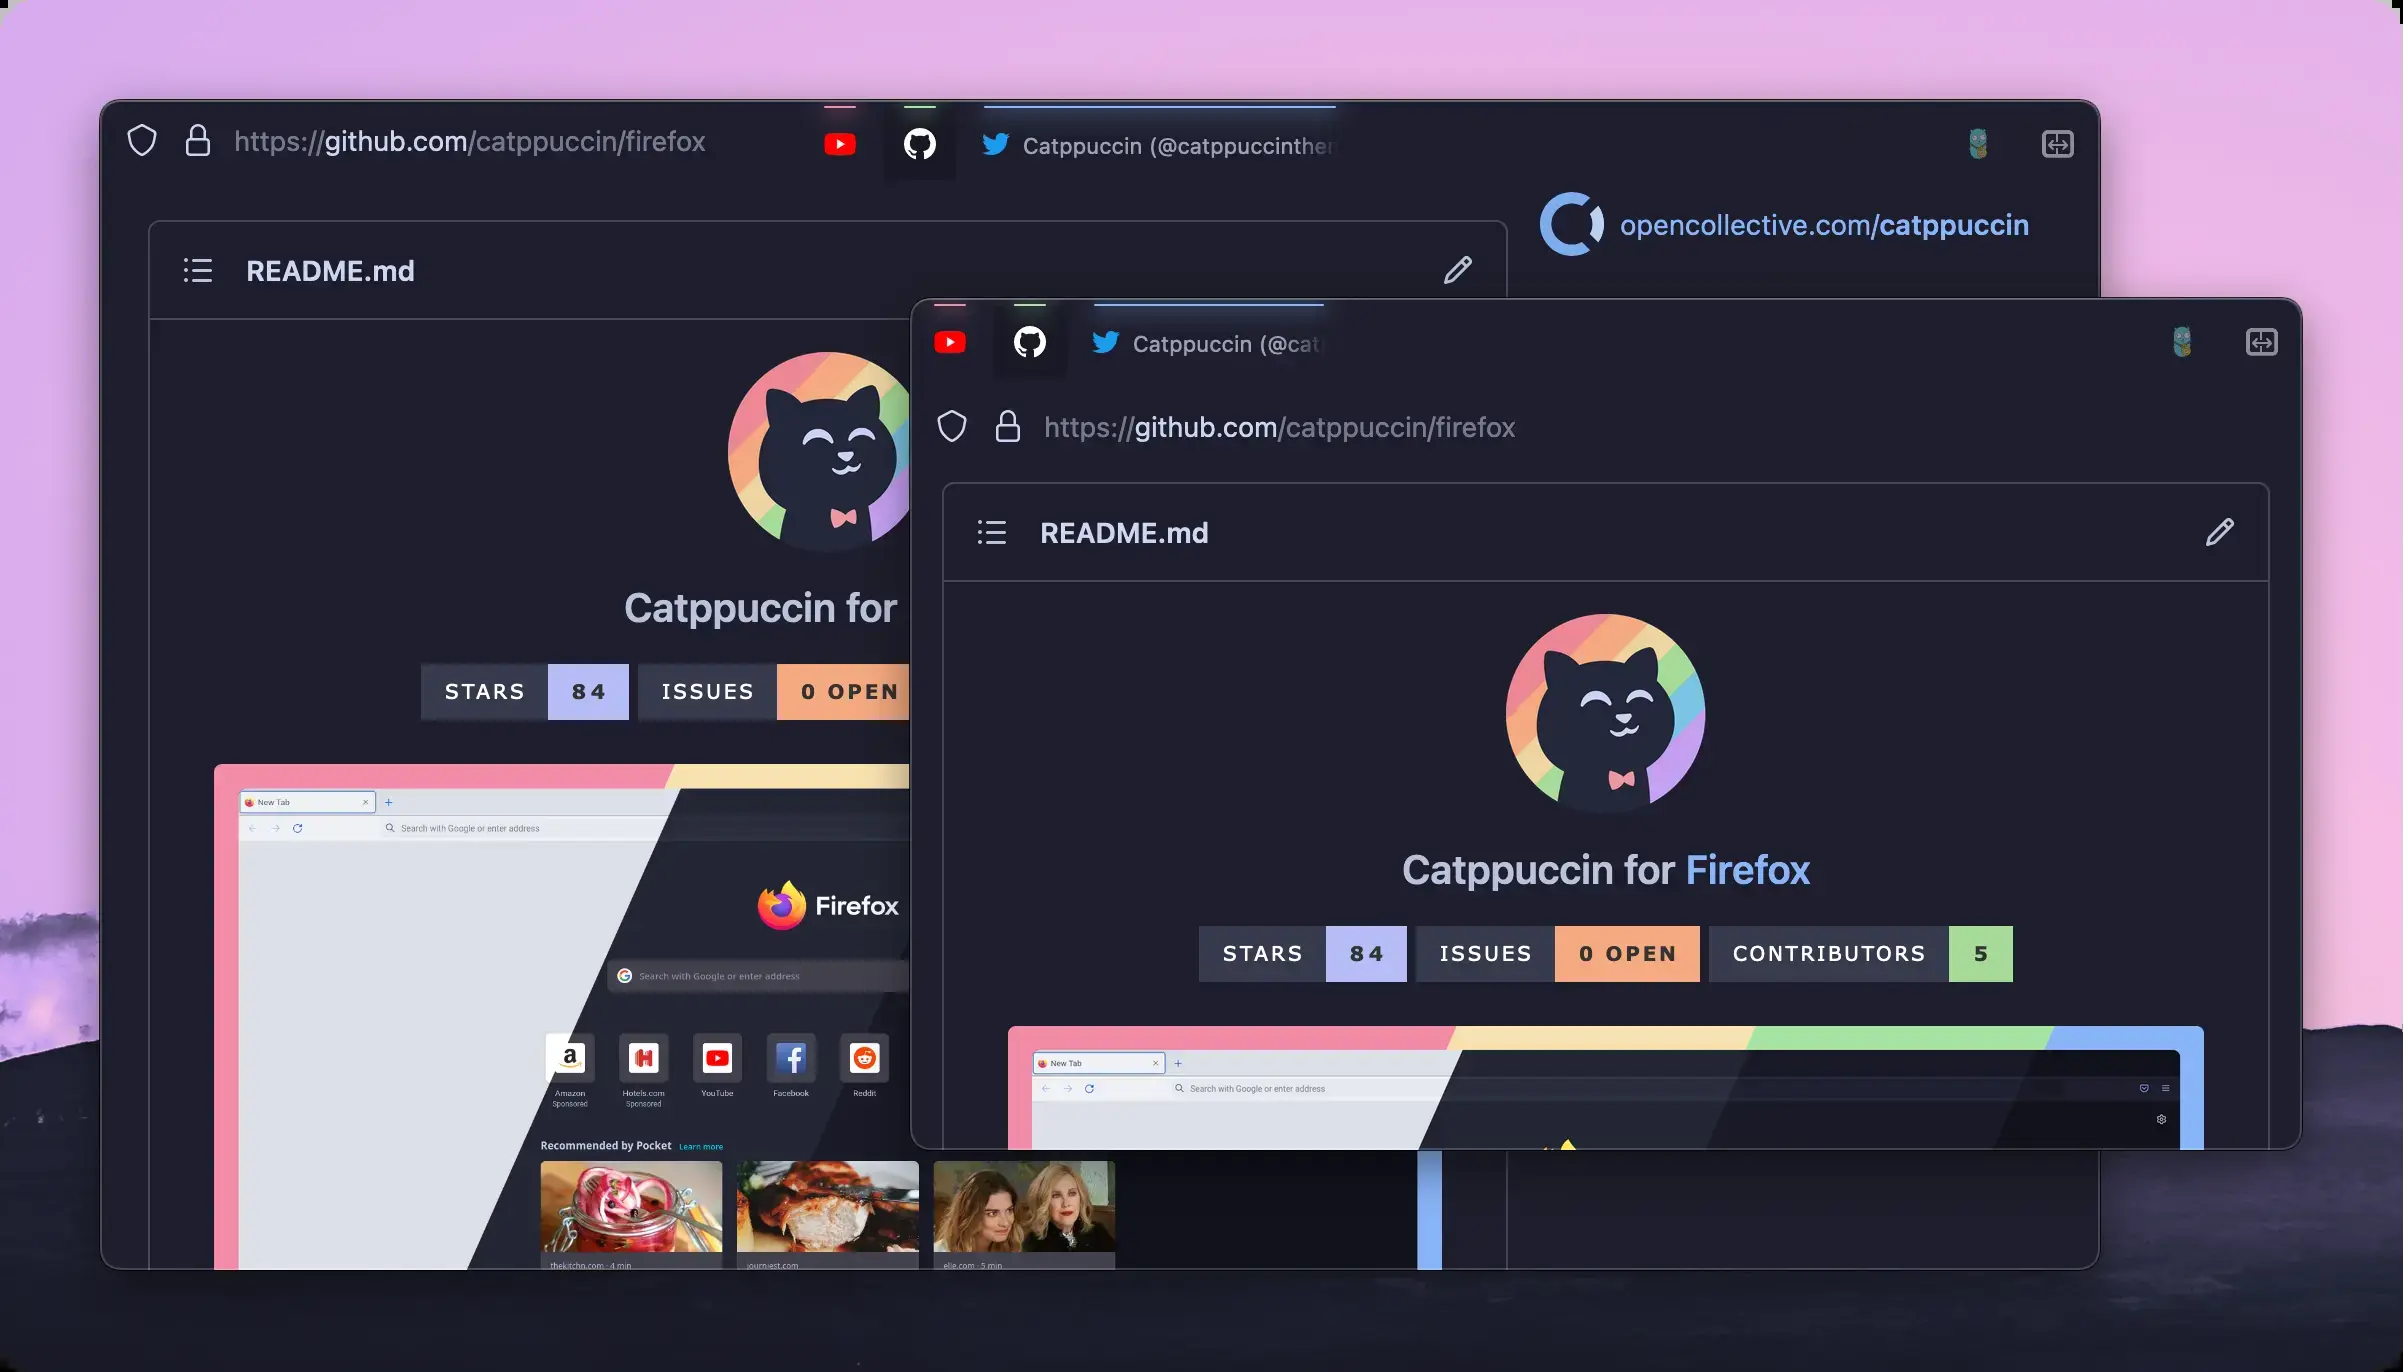 https://github.com/catppuccin/firefox
Catppuccin (@catppuccinther
opencollective.com/catppuccin
README.md
Catppuccin for
STARS 84 ISSUES 0 OPEN
New Tab
Search with Google or enter address
Firefox
Search with Google or enter address
Amazon Hotels.com YouTube Facebook Reddit
Sponsored Sponsored
Recommended by Pocket Learn more
thekitchn.com · 4 min journiest.com elle.com · 5 min
Catppuccin (@cat
https://github.com/catppuccin/firefox
README.md
Catppuccin for Firefox
STARS 84 ISSUES 0 OPEN CONTRIBUTORS 5
New Tab
Search with Google or enter address